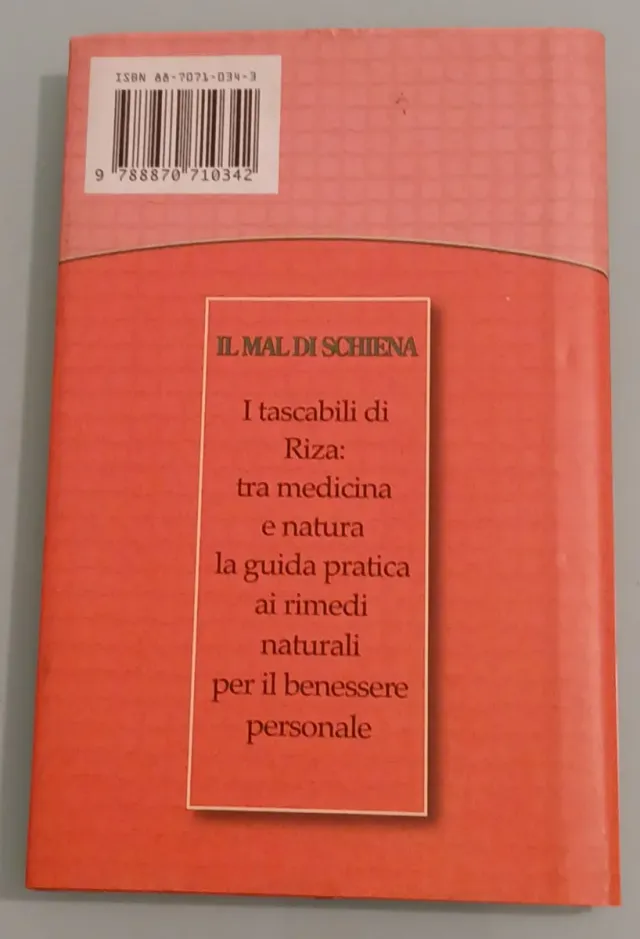 ISBN 88-7071-034-3
9 788870 710342
IL MAL DI SCHIENA
I tascabili di
Riza:
tra medicina
e natura
la guida pratica
ai rimedi
naturali
per il benessere
personale